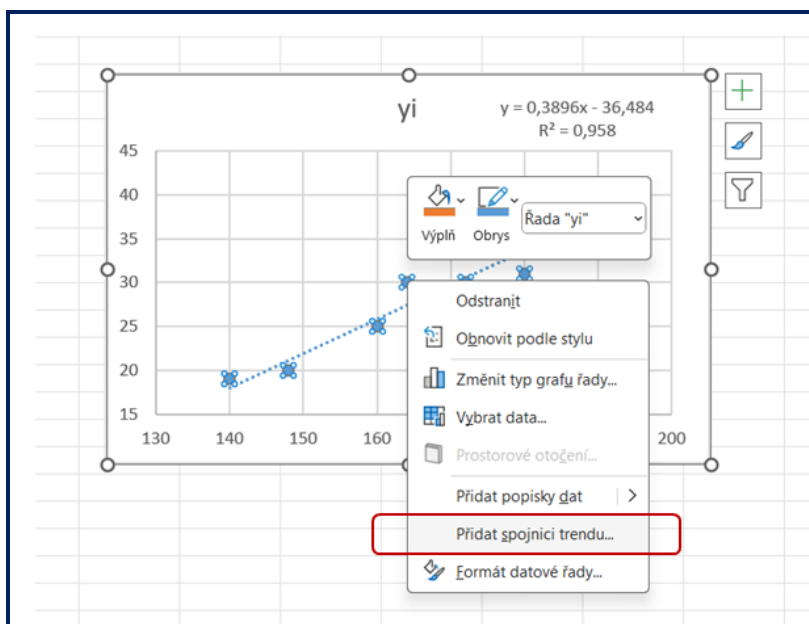 yi
y = 0,3896x - 36,484
R² = 0,958
45
40
35
30
25
20
15
130 140 150 160 200
Výplň Obrys Řada "yi"
Odstranit
Obnovit podle stylu
Změnit typ grafu řady...
Vybrat data...
Prostorové otočení...
Přidat popisky dat
Přidat spojnici trendu...
Formát datové řady...